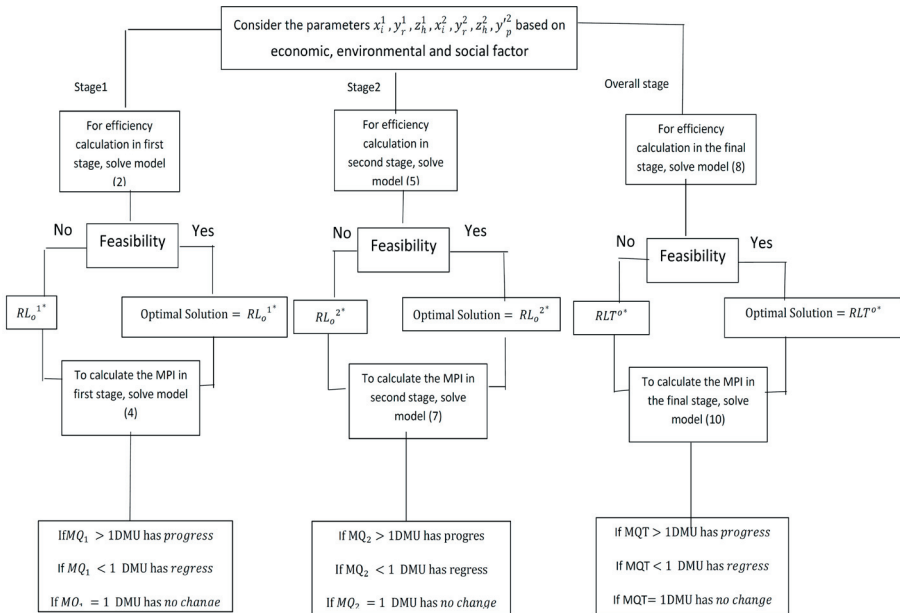 Consider the parameters x_i^1, y_r^1, z_h^1, x_i^2, y_r^2, z_h^2, y'_p^2 based on
economic, environmental and social factor
Stage1
Stage2
Overall stage
For efficiency
calculation in first
stage, solve model
(2)
For efficiency
calculation in
second stage, solve
model (5)
For efficiency
calculation in the final
stage, solve model (8)
No
Feasibility
Yes
No
Feasibility
Yes
No
Feasibility
Yes
RL_o^1*
Optimal Solution = RL_o^1*
RL_o^2*
Optimal Solution = RL_o^2*
RLT^o*
Optimal Solution = RLT^o*
To calculate the MPI in
first stage, solve model
(4)
To calculate the MPI in
second stage, solve
model (7)
To calculate the MPI in
the final stage, solve
model (10)
IfMQ_1 > 1DMU has progress
If MQ_1 < 1 DMU has regress
If MQ_1 = 1 DMU has no change
If MQ_2 > 1DMU has progres
If MQ_2 < 1 DMU has regress
If MQ_2 = 1 DMU has no change
If MQT > 1DMU has progress
If MQT < 1 DMU has regress
If MQT= 1DMU has no change